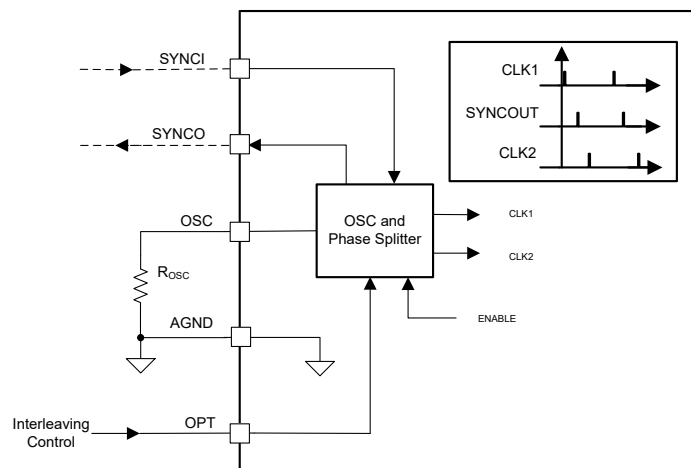 SYNCI
CLK1
SYNCOUT
CLK2
SYNCO
OSC
OSC and
Phase Splitter
CLK1
CLK2
ROSC
AGND
ENABLE
Interleaving
Control
OPT